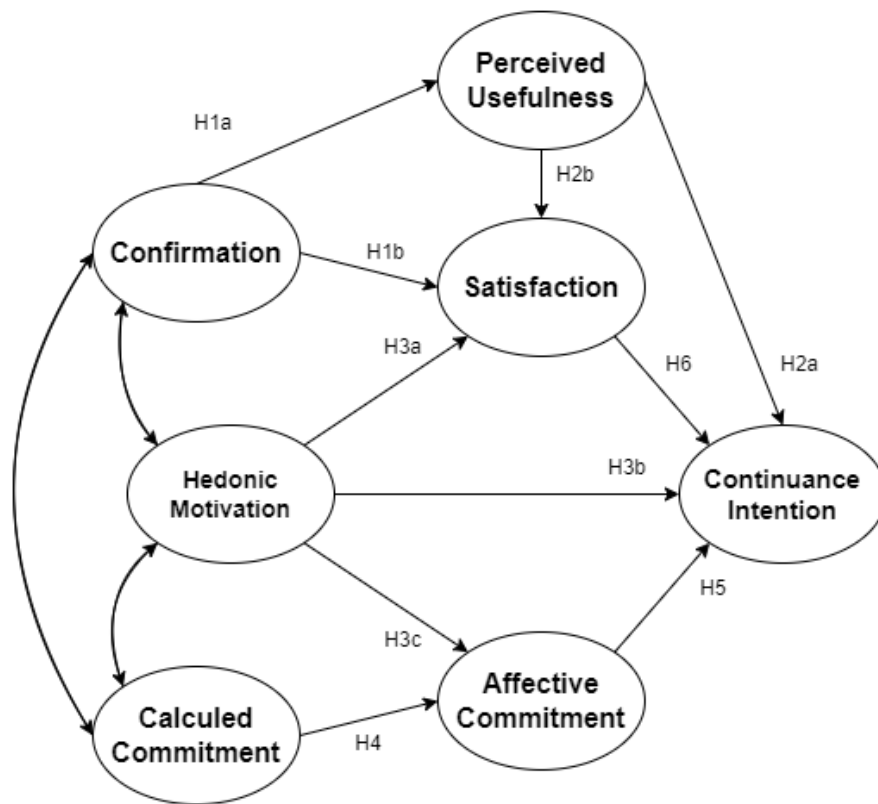 Perceived
Usefulness
H1a
H2b
Confirmation
H1b
Satisfaction
H3a
H6
H2a
Hedonic
Motivation
H3b
Continuance
Intention
H3c
H5
Calculed
Commitment
H4
Affective
Commitment